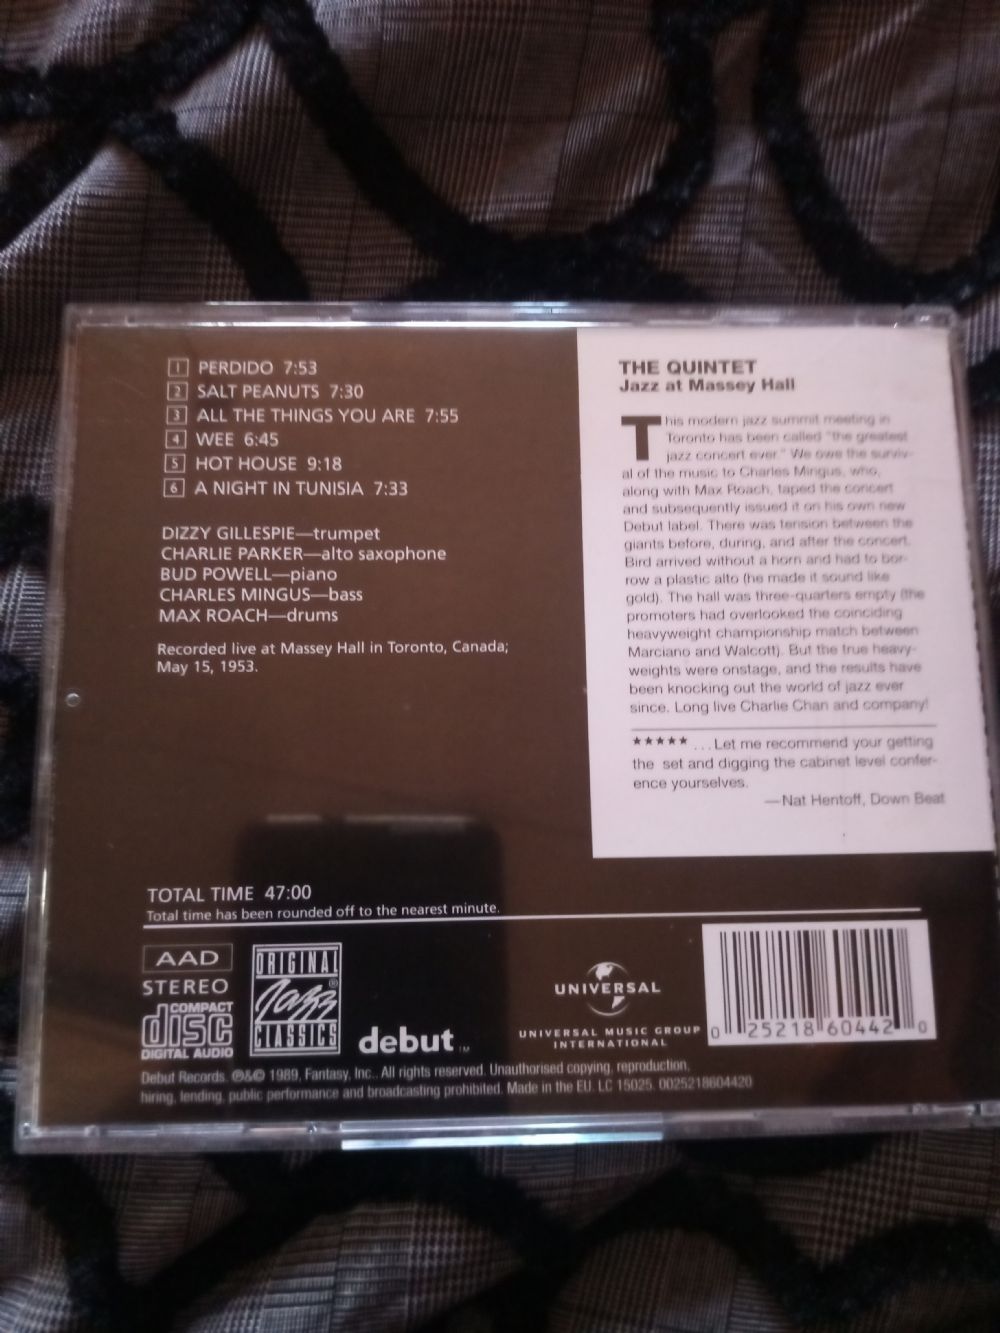 1 PERDIDO 7:53
2 SALT PEANUTS 7:30
3 ALL THE THINGS YOU ARE 7:55
4 WEE 6:45
5 HOT HOUSE 9:18
6 A NIGHT IN TUNISIA 7:33
DIZZY GILLESPIE—trumpet
CHARLIE PARKER—alto saxophone
BUD POWELL—piano
CHARLES MINGUS—bass
MAX ROACH—drums
Recorded live at Massey Hall in Toronto, Canada;
May 15, 1953.
THE QUINTET
Jazz at Massey Hall
This modern jazz summit meeting in
Toronto has been called "the greatest
jazz concert ever." We owe the surviv-
al of the music to Charles Mingus, who,
along with Max Roach, taped the concert
and subsequently issued it on his own new
Debut label. There was tension between the
giants before, during, and after the concert.
Bird arrived without a horn and had to bor-
row a plastic alto (he made it sound like
gold). The hall was three-quarters empty (the
promoters had overlooked the coinciding
heavyweight championship match between
Marciano and Walcott). But the true heavy-
weights were onstage, and the results have
been knocking out the world of jazz ever
since. Long live Charlie Chan and company!
★★★★★ ...Let me recommend your getting
the set and digging the cabinet level confer-
ence yourselves.
—Nat Hentoff, Down Beat
TOTAL TIME 47:00
Total time has been rounded off to the nearest minute.
AAD
STEREO
COMPACT
disc
DIGITAL AUDIO
ORIGINAL
Jazz ®
CLASSICS
debut™
UNIVERSAL
UNIVERSAL MUSIC GROUP
INTERNATIONAL
0 25218 60442 0
Debut Records. ℗&© 1989, Fantasy, Inc.. All rights reserved. Unauthorised copying, reproduction,
hiring, lending, public performance and broadcasting prohibited. Made in the EU. LC 15025. 0025218604420